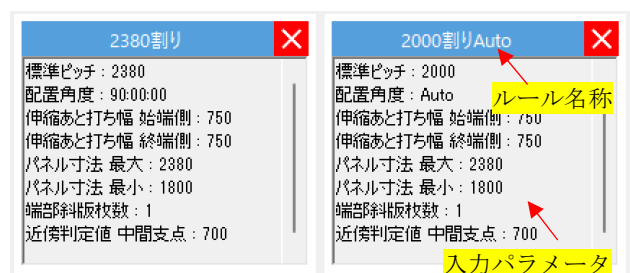 2380割り
標準ピッチ：2380
配置角度：90:00:00
伸縮あと打ち幅 始端側：750
伸縮あと打ち幅 終端側：750
パネル寸法 最大：2380
パネル寸法 最小：1800
端部斜版枚数：1
近傍判定値 中間支点：700
2000割りAuto
標準ピッチ：2000
配置角度：Auto
ルール名称
伸縮あと打ち幅 始端側：750
伸縮あと打ち幅 終端側：750
パネル寸法 最大：2380
パネル寸法 最小：1800
端部斜版枚数：1
近傍判定値 中間支点：700
入力パラメータ